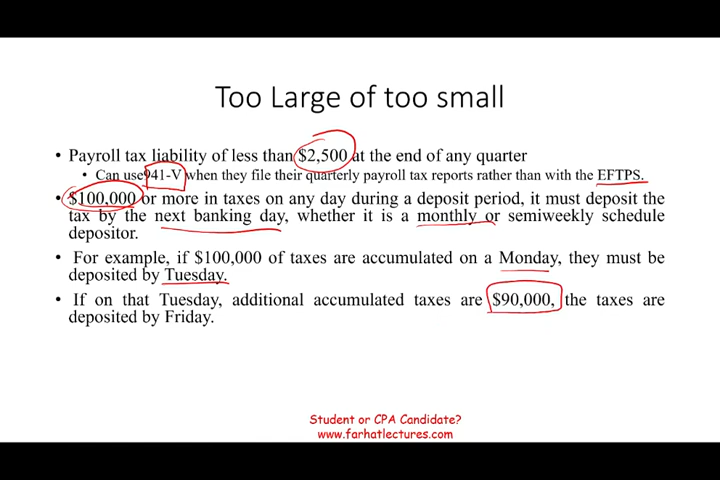 Too Large of too small
• Payroll tax liability of less than $2,500 at the end of any quarter
• Can use 941-V when they file their quarterly payroll tax reports rather than with the EFTPS.
• $100,000 or more in taxes on any day during a deposit period, it must deposit the
tax by the next banking day, whether it is a monthly or semiweekly schedule
depositor.
• For example, if $100,000 of taxes are accumulated on a Monday, they must be
deposited by Tuesday.
• If on that Tuesday, additional accumulated taxes are $90,000, the taxes are
deposited by Friday.
Student or CPA Candidate?
www.farhatlectures.com